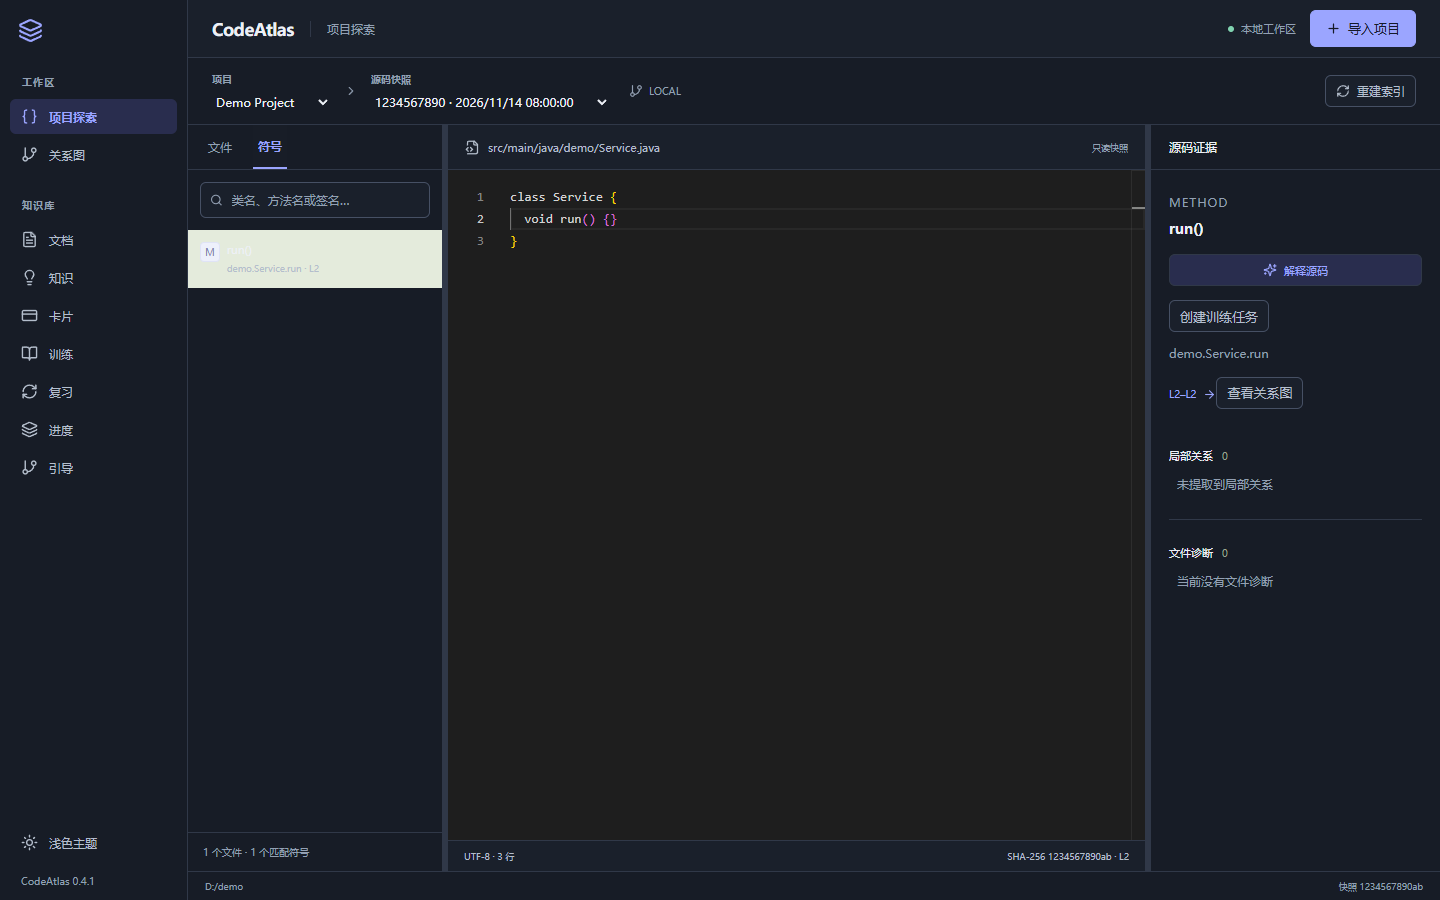 工作区
项目探索
关系图
知识库
文档
知识
卡片
训练
复习
进度
引导
浅色主题
CodeAtlas 0.4.1
CodeAtlas
项目探索
本地工作区
导入项目
项目
Demo Project
源码快照
1234567890 · 2026/11/14 08:00:00
LOCAL
重建索引
文件 符号
类名、方法名或签名...
M run()
demo.Service.run · L2
1 个文件 · 1 个匹配符号
src/main/java/demo/Service.java
只读快照
1 class Service {
2 void run() {}
3 }
UTF-8 · 3 行
SHA-256 1234567890ab · L2
源码证据
METHOD
run()
解释源码
创建训练任务
demo.Service.run
L2–L2 查看关系图
局部关系 0
未提取到局部关系
文件诊断 0
当前没有文件诊断
D:/demo
快照 1234567890ab